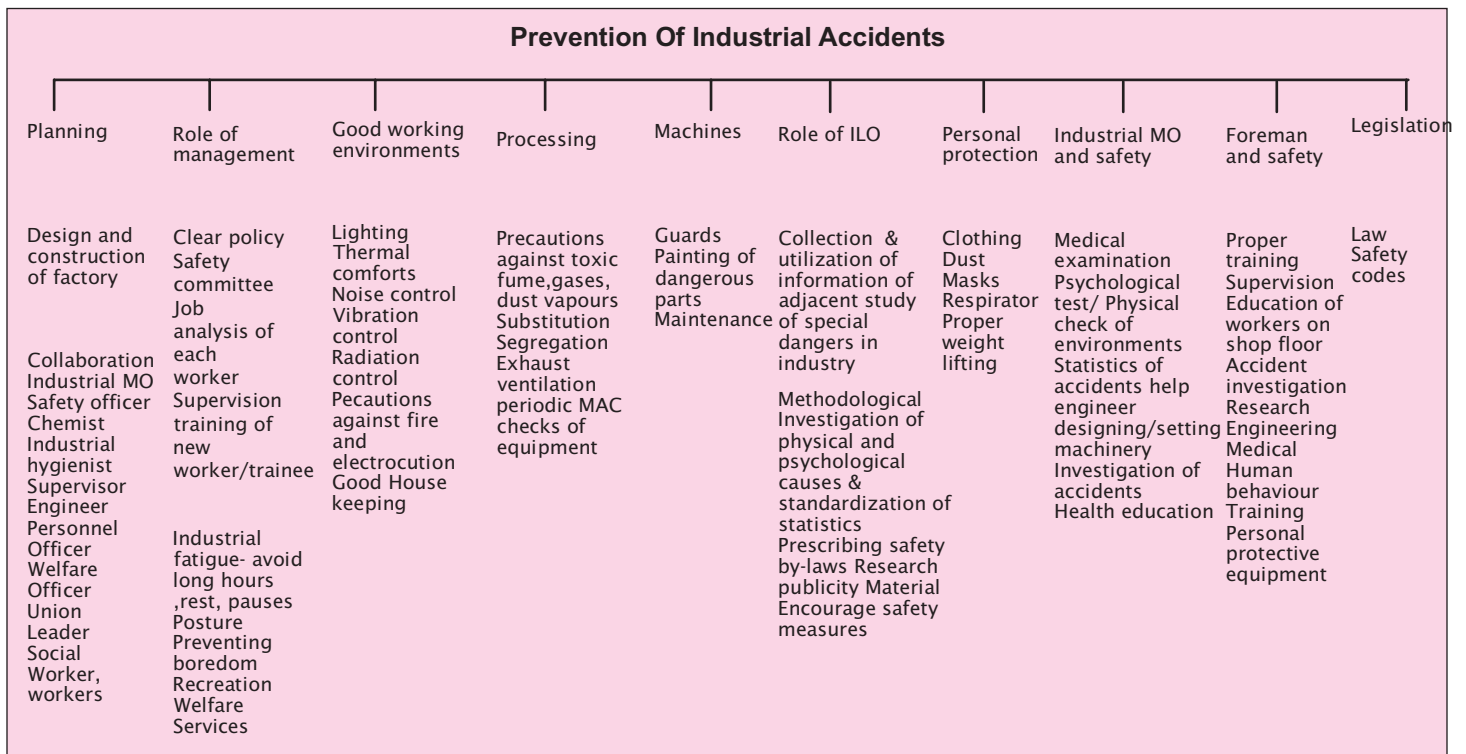 Prevention Of Industrial Accidents
Planning
Design and
construction
of factory
Collaboration
Industrial MO
Safety officer
Chemist
Industrial
hygienist
Supervisor
Engineer
Personnel
Officer
Welfare
Officer
Union
Leader
Social
Worker,
workers
Role of
management
Clear policy
Safety
committee
Job
analysis of
each
worker
Supervision
training of
new
worker/trainee
Industrial
fatigue- avoid
long hours
,rest, pauses
Posture
Preventing
boredom
Recreation
Welfare
Services
Good working
environments
Lighting
Thermal
comforts
Noise control
Vibration
control
Radiation
control
Pecautions
against fire
and
electrocution
Good House
keeping
Processing
Precautions
against toxic
fume,gases,
dust vapours
Substitution
Segregation
Exhaust
ventilation
periodic MAC
checks of
equipment
Machines
Guards
Painting of
dangerous
parts
Maintenance
Role of ILO
Collection &
utilization of
information of
adjacent study
of special
dangers in
industry
Methodological
Investigation of
physical and
psychological
causes &
standardization of
statistics
Prescribing safety
by-laws Research
publicity Material
Encourage safety
measures
Personal
protection
Clothing
Dust
Masks
Respirator
Proper
weight
lifting
Industrial MO
and safety
Medical
examination
Psychological
test/ Physical
check of
environments
Statistics of
accidents help
engineer
designing/setting
machinery
Investigation of
accidents
Health education
Foreman
and safety
Proper
training
Supervision
Education of
workers on
shop floor
Accident
investigation
Research
Engineering
Medical
Human
behaviour
Training
Personal
protective
equipment
Legislation
Law
Safety
codes